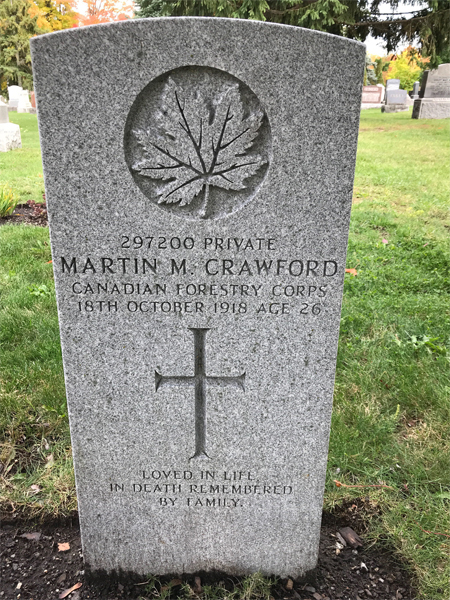 297200 PRIVATE
MARTIN M. CRAWFORD
CANADIAN FORESTRY CORPS
18TH OCTOBER 1918 AGE 26
LOVED IN LIFE
IN DEATH REMEMBERED
BY FAMILY.